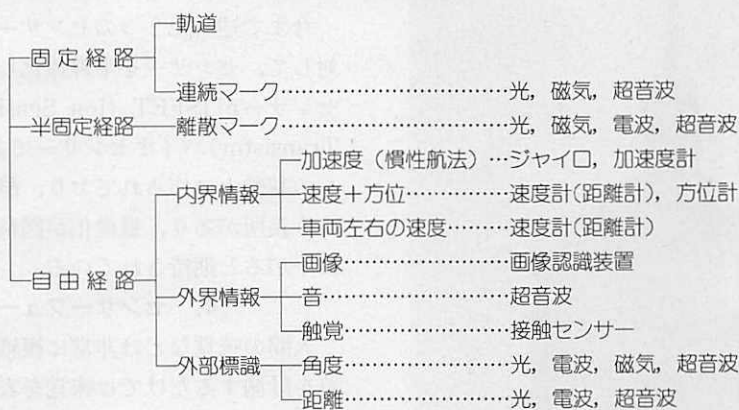 軌道
固定経路
連続マーク…………………………光，磁気，超音波
半固定経路 離散マーク…………………………光，磁気，電波，超音波
加速度（慣性航法）…ジャイロ，加速度計
内界情報 速度＋方位…………速度計(距離計)，方位計
車両左右の速度………速度計(距離計)
自由経路
画像…………………画像認識装置
外界情報 音……………………超音波
触覚…………………接触センサー
外部標識 角度…………………光，電波，磁気，超音波
距離…………………光，電波，超音波